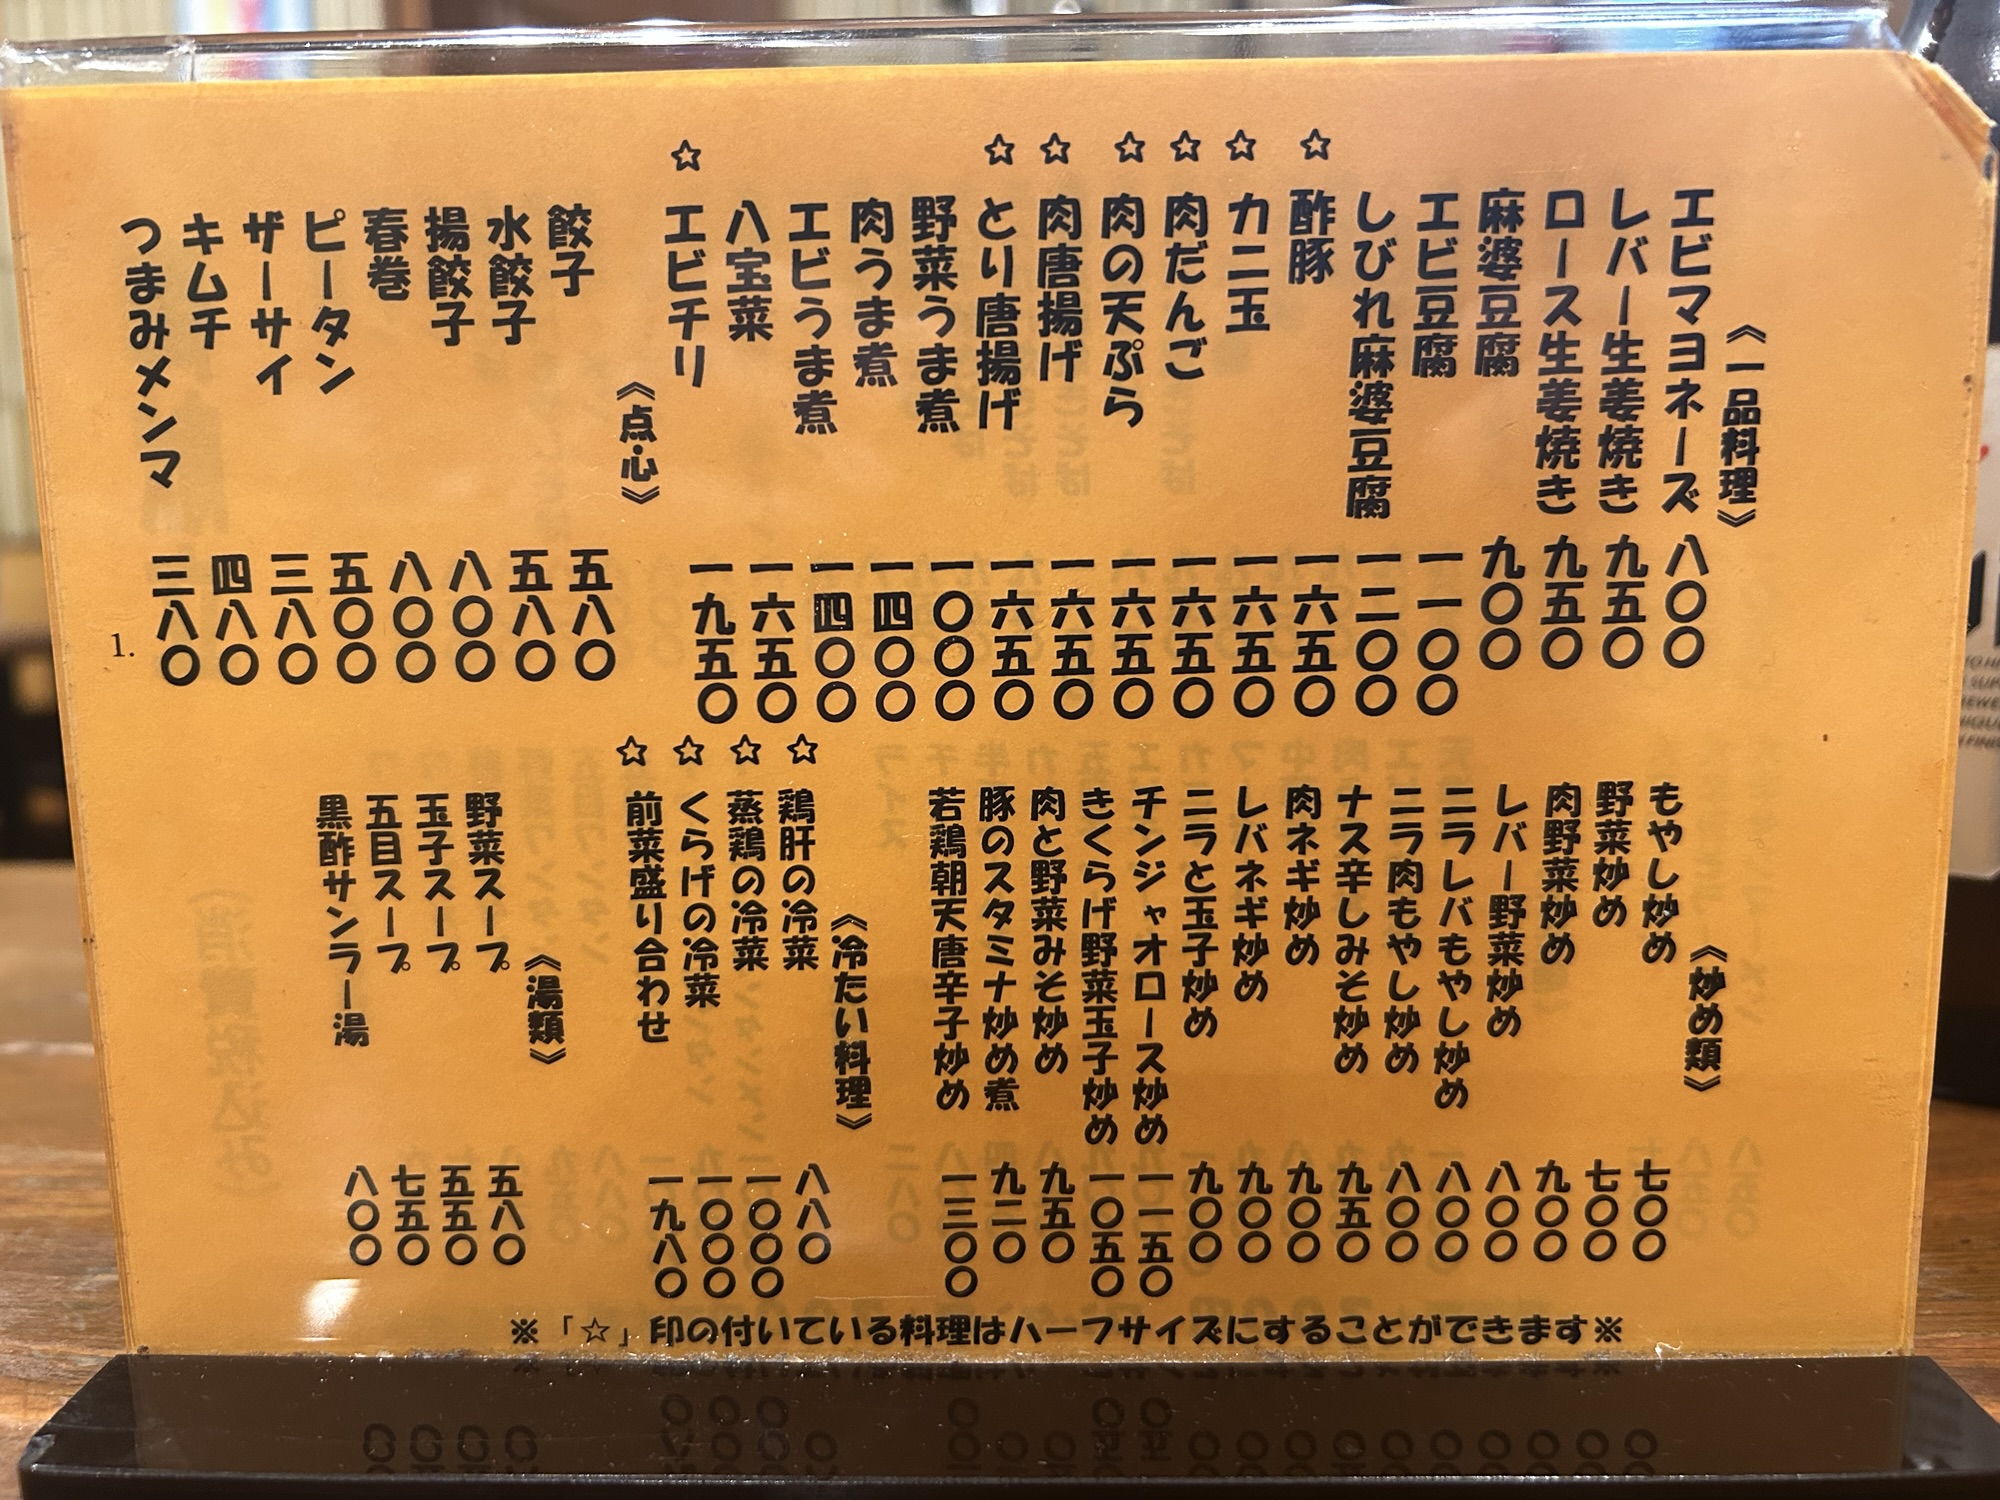 《一品料理》
エビマヨネーズ 八〇〇
レバー生姜焼き 九五〇
ロース生姜焼き 九五〇
麻婆豆腐 九〇〇
エビ豆腐 一一〇〇
しびれ麻婆豆腐 一二〇〇
☆ 酢豚 一六五〇
☆ カニ玉 一六五〇
☆ 肉だんご 一六五〇
☆ 肉の天ぷら 一六五〇
☆ 肉唐揚げ 一六五〇
☆ とり唐揚げ 一六五〇
野菜うま煮 一〇〇〇
肉うま煮 一四〇〇
エビうま煮 一四〇〇
八宝菜 一六五〇
☆ エビチリ 一九五〇
《点心》
餃子 五八〇
水餃子 五八〇
揚餃子 八〇〇
春巻 八〇〇
ピータン 五〇〇
ザーサイ 三八〇
キムチ 四八〇
つまみメンマ 三八〇
1.
《炒め類》
もやし炒め 七〇〇
野菜炒め 七〇〇
肉野菜炒め 九〇〇
レバー野菜炒め 八〇〇
ニラレバもやし炒め 八〇〇
ニラ肉もやし炒め 八〇〇
ナス辛しみそ炒め 九五〇
肉ネギ炒め 九〇〇
レバネギ炒め 九〇〇
ニラと玉子炒め 九〇〇
チンジャオロース炒め 一一五〇
きくらげ野菜玉子炒め 一〇五〇
肉と野菜みそ炒め 九五〇
豚のスタミナ炒め煮 九二〇
若鶏朝天唐辛子炒め 一三〇〇
《冷たい料理》
☆ 鶏肝の冷菜 八八〇
☆ 蒸鶏の冷菜 一〇〇〇
☆ くらげの冷菜 一〇〇〇
☆ 前菜盛り合わせ 一九八〇
《湯類》
野菜スープ 五八〇
玉子スープ 五五〇
五目スープ 七五〇
黒酢サンラー湯 八〇〇
※「☆」印の付いている料理はハーフサイズにすることができます※